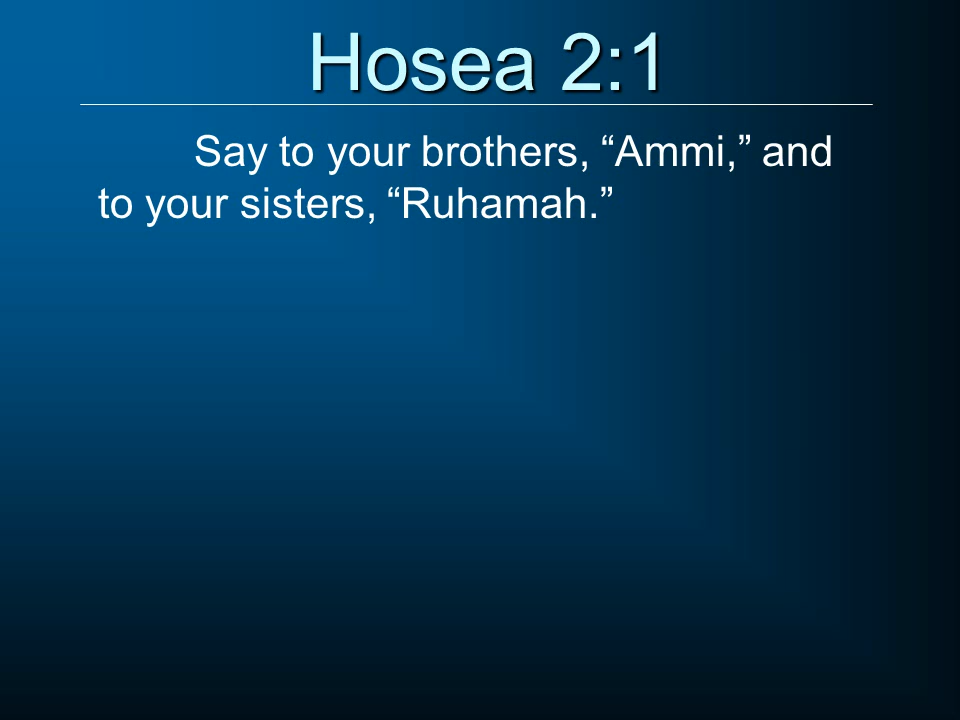 Hosea 2:1
Say to your brothers, “Ammi,” and
to your sisters, “Ruhamah.”